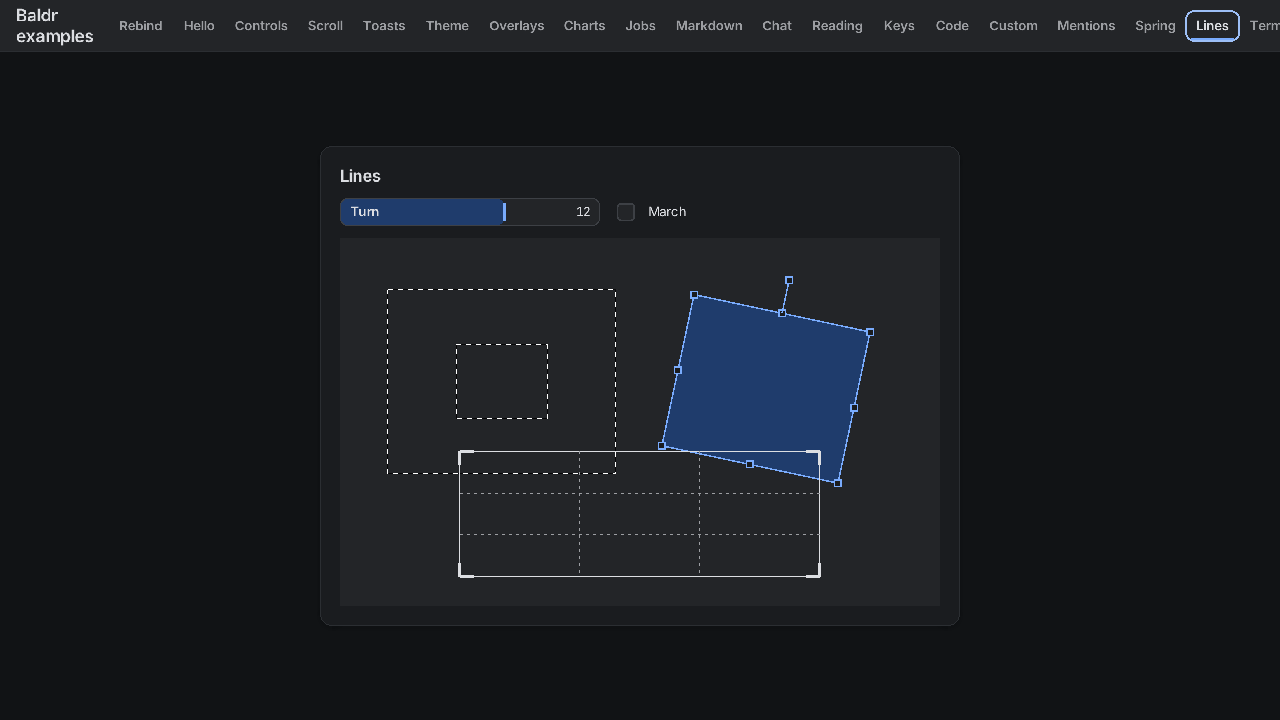 Baldr examples
Rebind Hello Controls Scroll Toasts Theme Overlays Charts Jobs Markdown Chat Reading Keys Code Custom Mentions Spring Lines Term
Lines
Turn 12 March